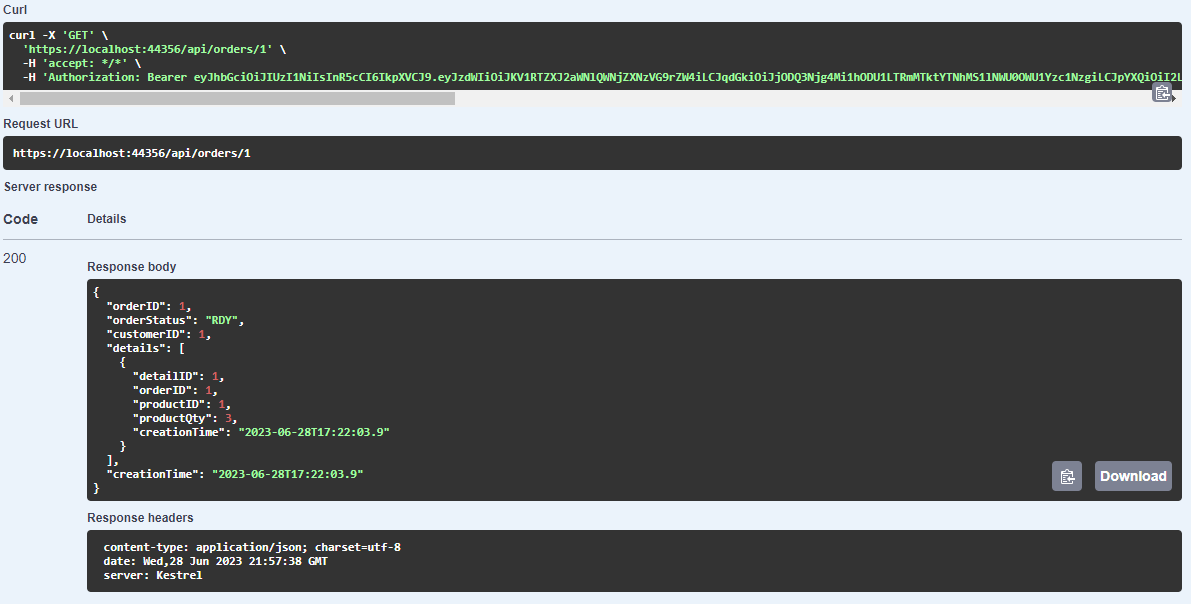 Curl
curl -X 'GET' \
'https://localhost:44356/api/orders/1' \
-H 'accept: */*' \
-H 'Authorization: Bearer
Request URL
https://localhost:44356/api/orders/1
Server response
Code Details
200
Response body
{
"orderID": 1,
"orderStatus": "RDY",
"customerID": 1,
"details": [
{
"detailID": 1,
"orderID": 1,
"productID": 1,
"productQty": 3,
"creationTime": "2023-06-28T17:22:03.9"
}
],
"creationTime": "2023-06-28T17:22:03.9"
}
Download
Response headers
content-type: application/json; charset=utf-8
date: Wed,28 Jun 2023 21:57:38 GMT
server: Kestrel